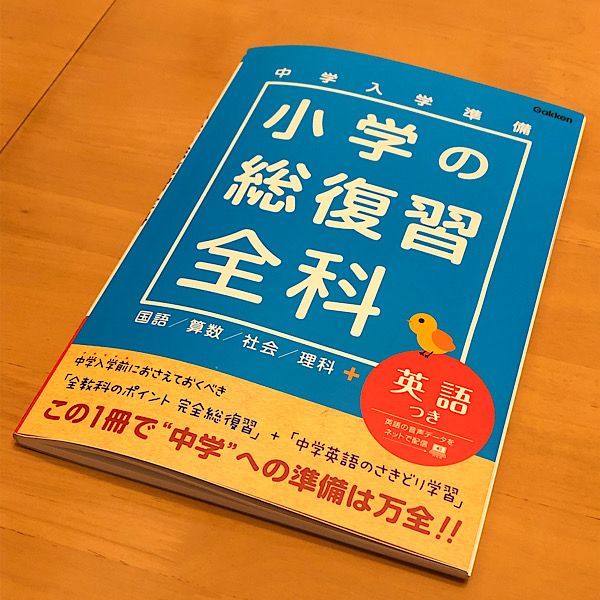 中学入学準備
Gakken
小学の
総復習
全科
国語/算数/社会/理科+
英語
つき
英語の音声データを
ネットで配信
中学入学前におさえておくべき
「全教科のポイント 完全総復習」+「中学英語のさきどり学習」
この1冊で“中学”への準備は万全!!